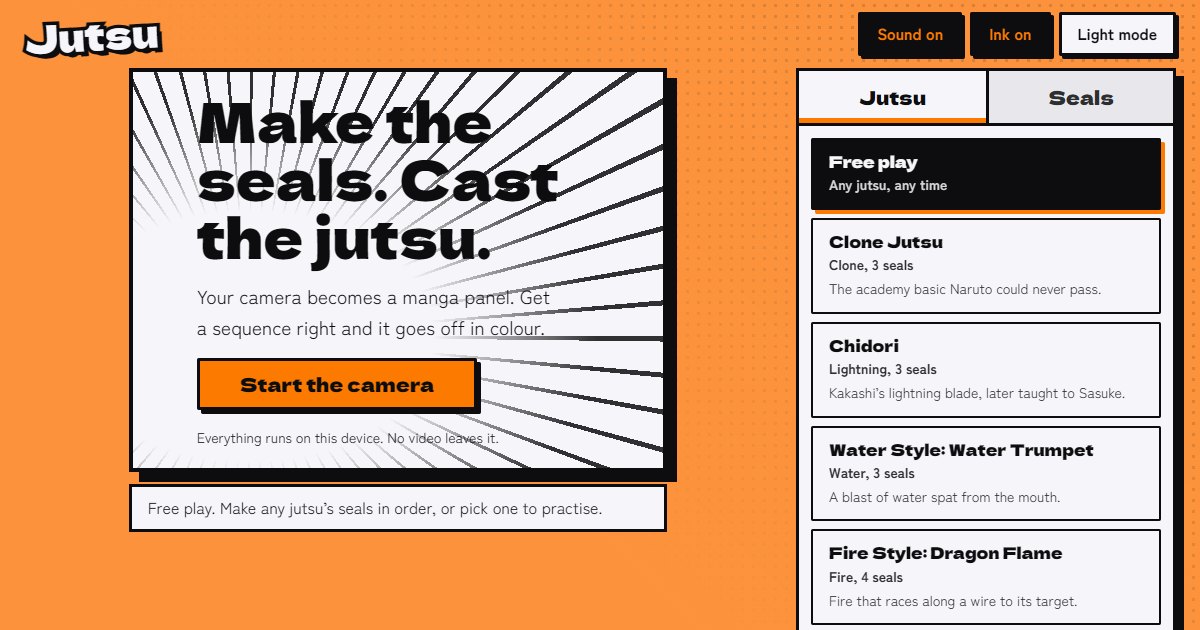 Jutsu
Sound on
Ink on
Light mode
Make the
seals. Cast
the jutsu.
Your camera becomes a manga panel. Get
a sequence right and it goes off in colour.
Start the camera
Everything runs on this device. No video leaves it.
Free play. Make any jutsu’s seals in order, or pick one to practise.
Jutsu
Seals
Free play
Any jutsu, any time
Clone Jutsu
Clone, 3 seals
The academy basic Naruto could never pass.
Chidori
Lightning, 3 seals
Kakashi’s lightning blade, later taught to Sasuke.
Water Style: Water Trumpet
Water, 3 seals
A blast of water spat from the mouth.
Fire Style: Dragon Flame
Fire, 4 seals
Fire that races along a wire to its target.